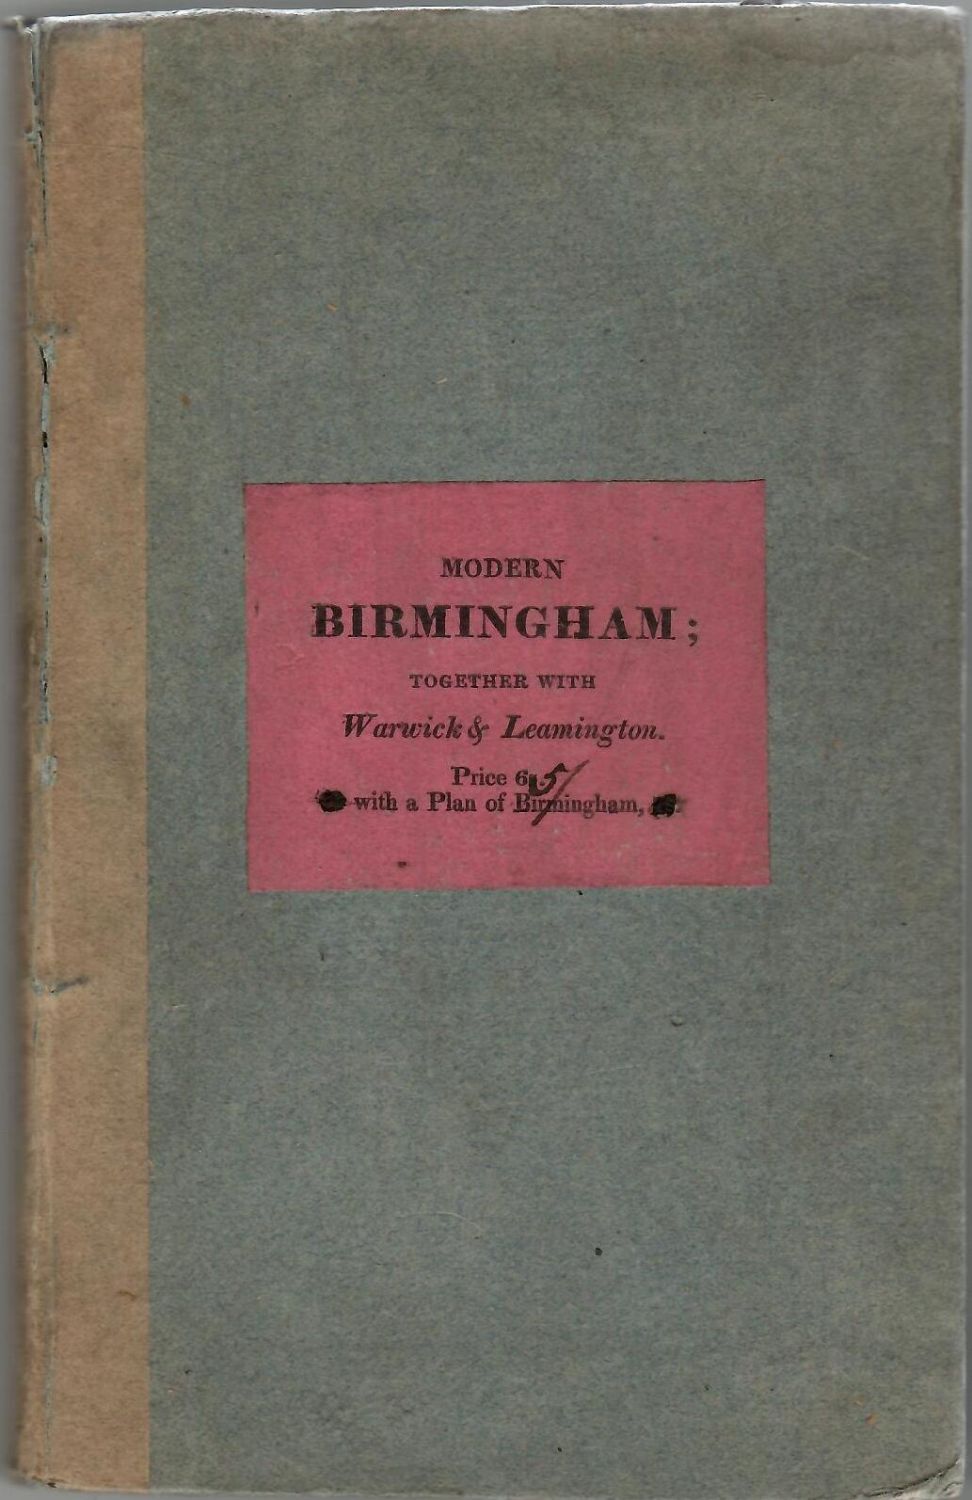 MODERN
BIRMINGHAM;
TOGETHER WITH
Warwick & Leamington.
Price 6 5/
with a Plan of Birmingham,